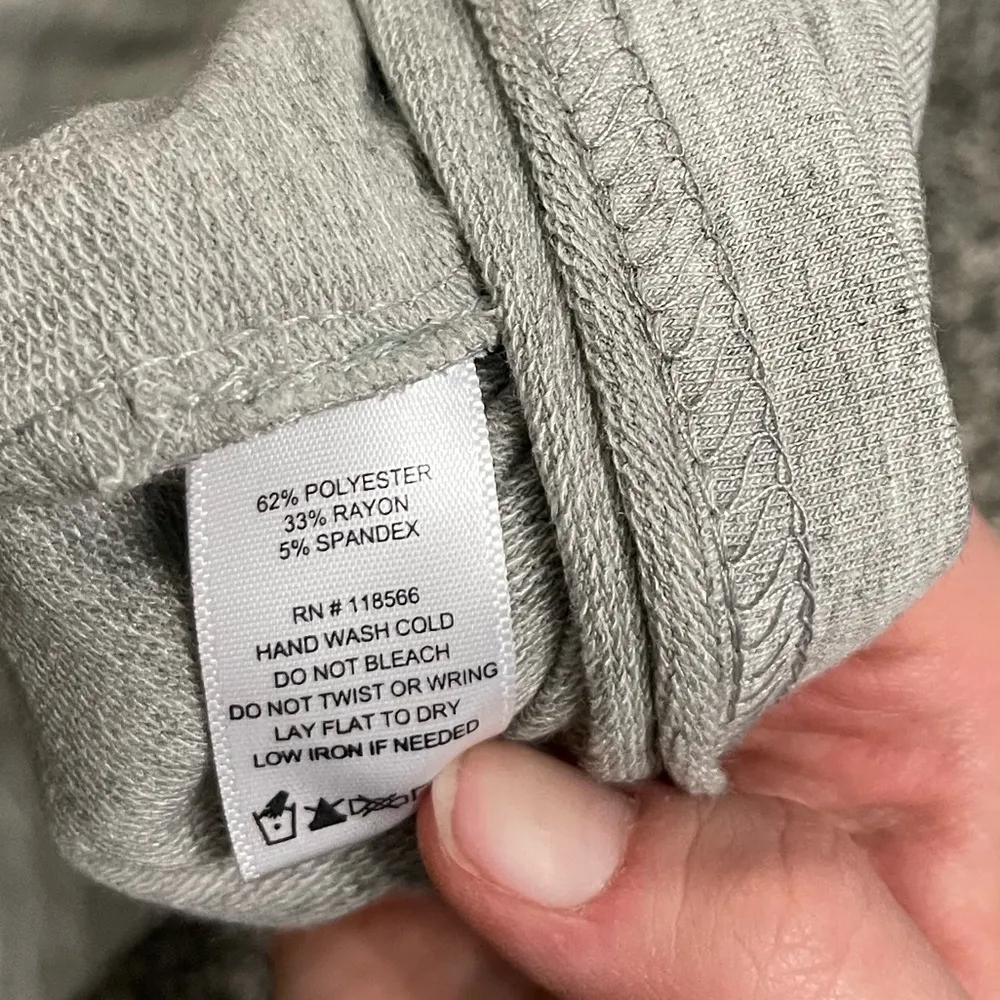 62% POLYESTER
33% RAYON
5% SPANDEX
RN # 118566
HAND WASH COLD
DO NOT BLEACH
DO NOT TWIST OR WRING
LAY FLAT TO DRY
LOW IRON IF NEEDED